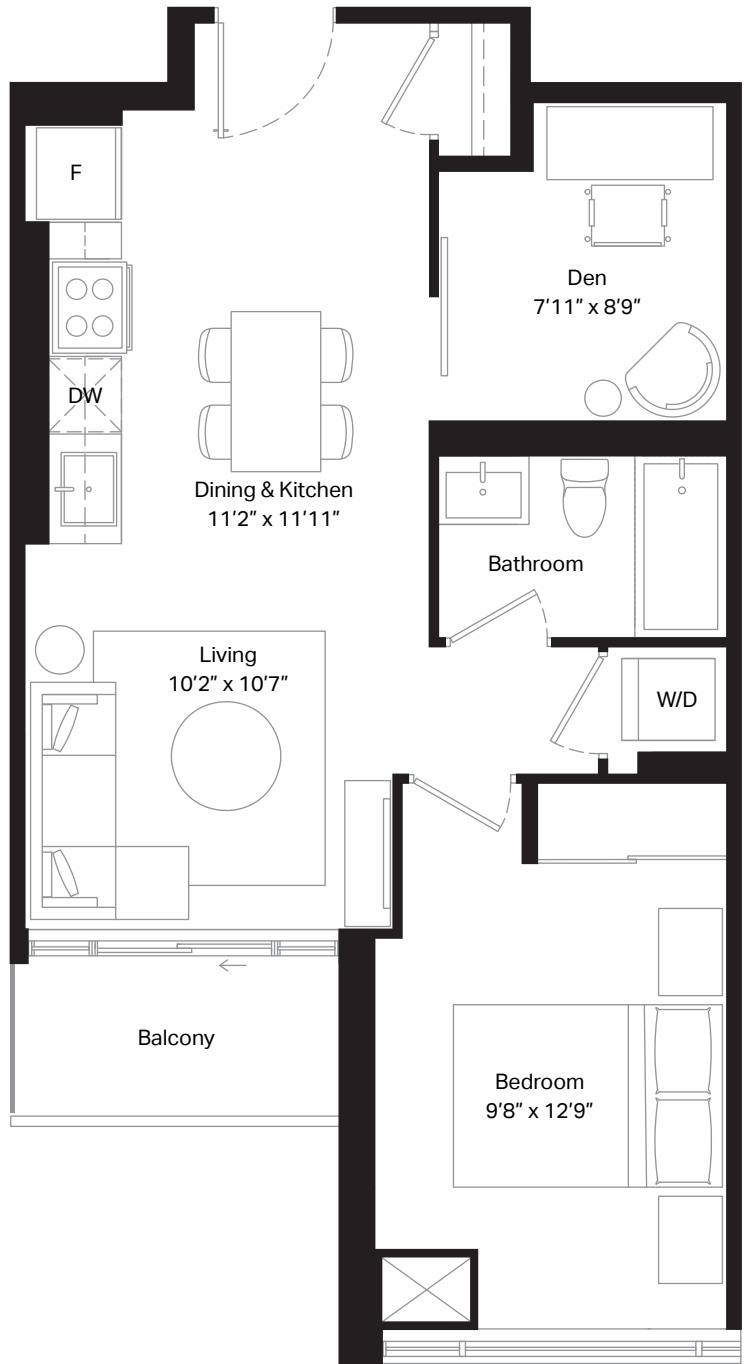 F
Den
7'11" x 8'9"
DW
Dining & Kitchen
11'2" x 11'11"
Bathroom
Living
10'2" x 10'7"
W/D
Balcony
Bedroom
9'8" x 12'9"